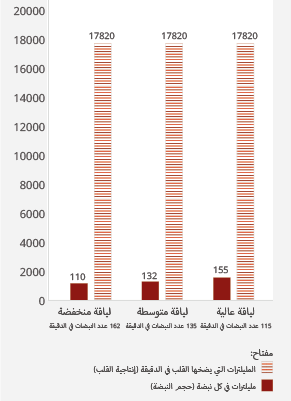 20000
18000
16000
14000
12000
10000
8000
6000
4000
2000
0
17820 17820 17820
110 132 155
لياقة منخفضة لياقة متوسطة لياقة عالية
162 عدد النبضات في الدقيقة 135 عدد النبضات في الدقيقة 115 عدد النبضات في الدقيقة
مفتاح:
المليلترات التي يضخها القلب في الدقيقة (إنتاجية القلب)
مليلترات في كل نبضة (حجم النبضة)